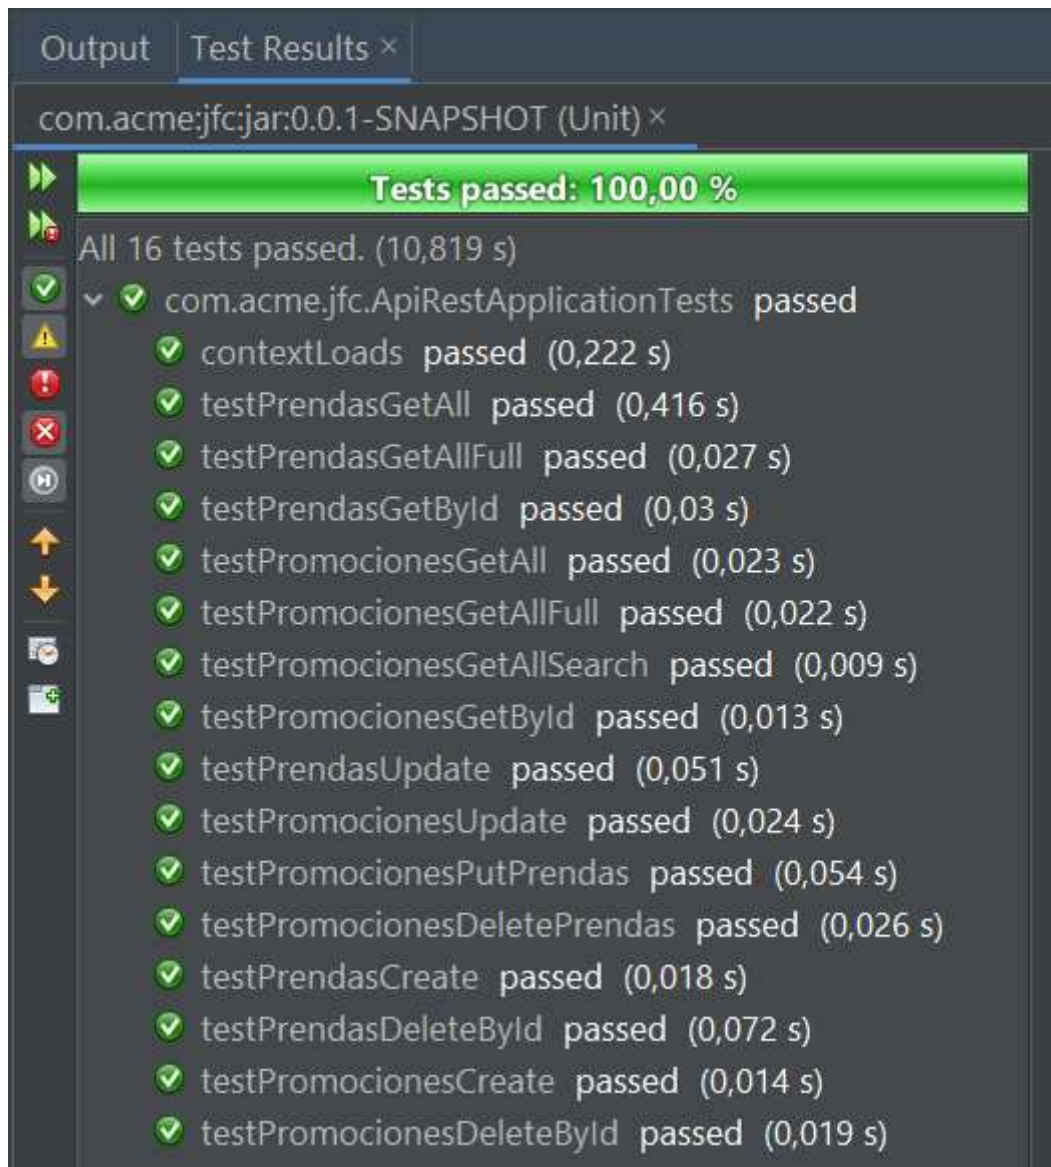 Output Test Results ×
com.acme:jfc:jar:0.0.1-SNAPSHOT (Unit) ×
Tests passed: 100,00 %
All 16 tests passed. (10,819 s)
com.acme.jfc.ApiRestApplicationTests passed
contextLoads passed (0,222 s)
testPrendasGetAll passed (0,416 s)
testPrendasGetAllFull passed (0,027 s)
testPrendasGetById passed (0,03 s)
testPromocionesGetAll passed (0,023 s)
testPromocionesGetAllFull passed (0,022 s)
testPromocionesGetAllSearch passed (0,009 s)
testPromocionesGetById passed (0,013 s)
testPrendasUpdate passed (0,051 s)
testPromocionesUpdate passed (0,024 s)
testPromocionesPutPrendas passed (0,054 s)
testPromocionesDeletePrendas passed (0,026 s)
testPrendasCreate passed (0,018 s)
testPrendasDeleteById passed (0,072 s)
testPromocionesCreate passed (0,014 s)
testPromocionesDeleteById passed (0,019 s)